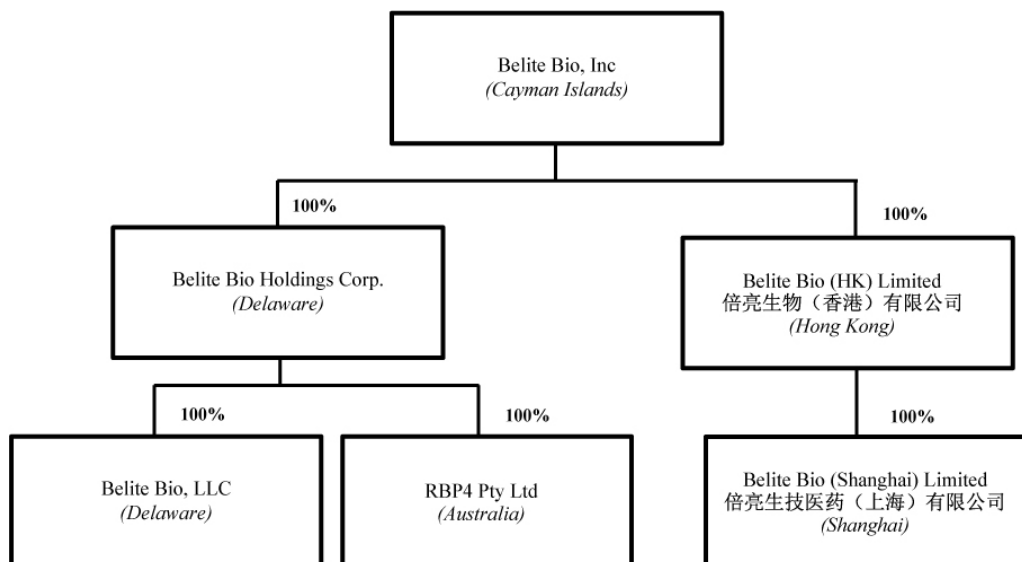 Belite Bio, Inc
(Cayman Islands)
100%
100%
Belite Bio Holdings Corp.
(Delaware)
Belite Bio (HK) Limited
倍亮生物（香港）有限公司
(Hong Kong)
100%
100%
100%
Belite Bio, LLC
(Delaware)
RBP4 Pty Ltd
(Australia)
Belite Bio (Shanghai) Limited
倍亮生技医药（上海）有限公司
(Shanghai)